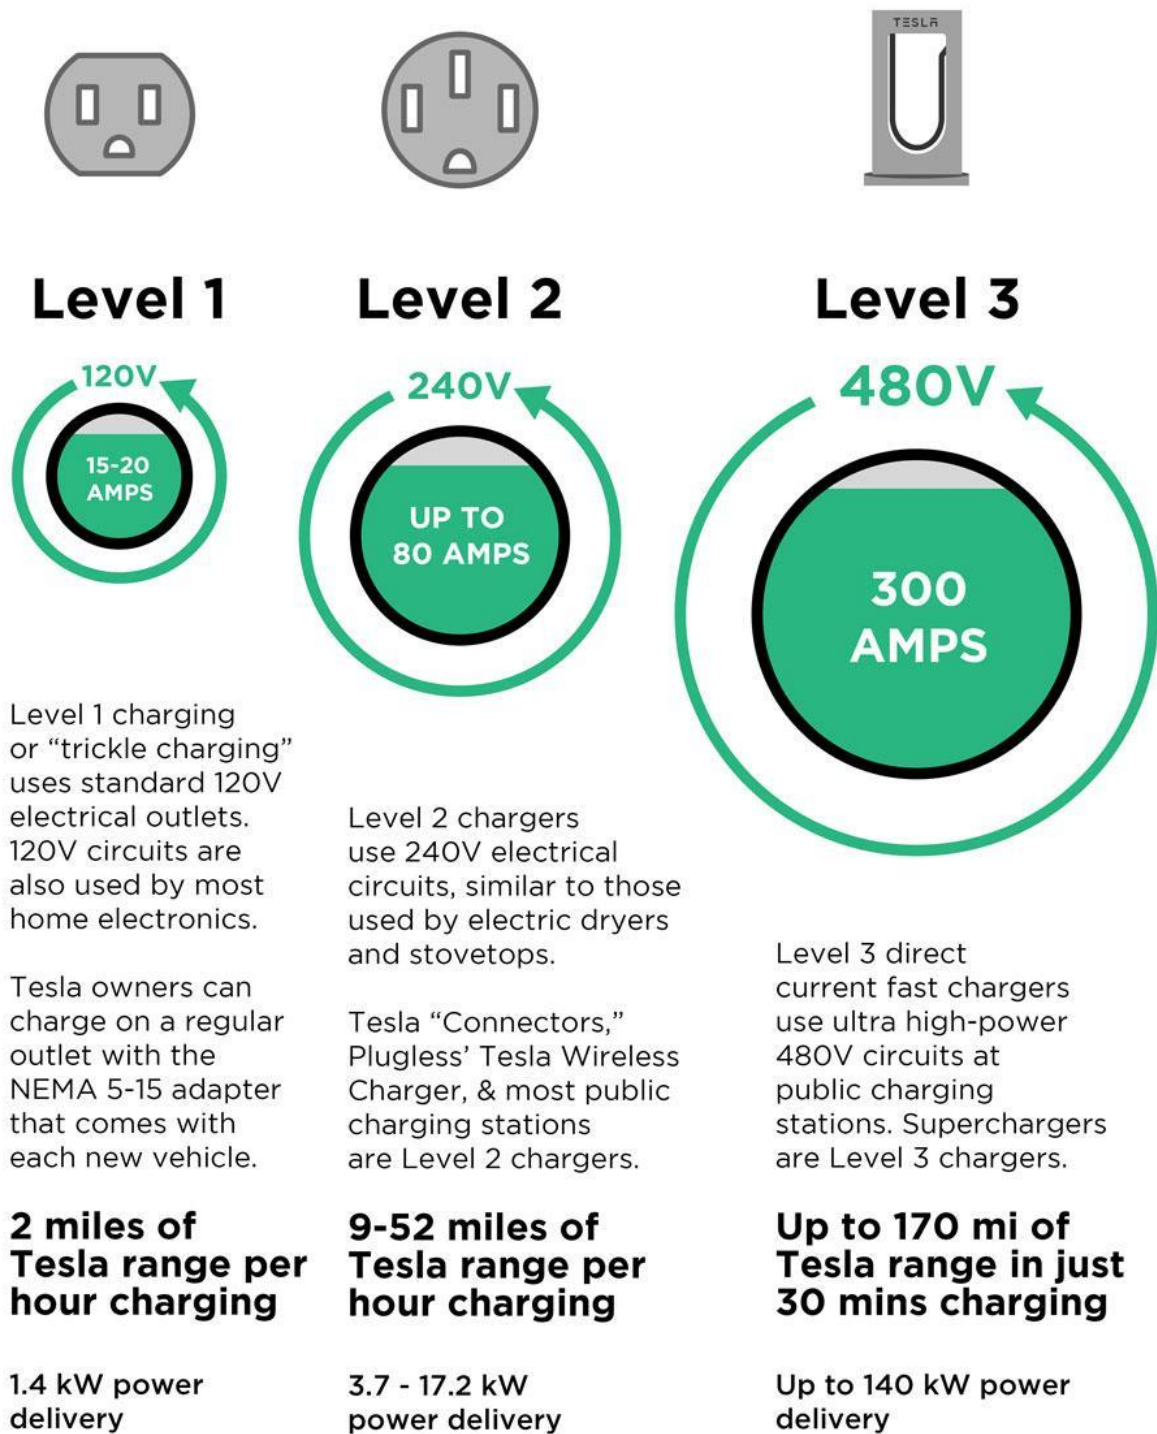 TESLA
Level 1
120V
15-20
AMPS
Level 1 charging
or “trickle charging”
uses standard 120V
electrical outlets.
120V circuits are
also used by most
home electronics.
Tesla owners can
charge on a regular
outlet with the
NEMA 5-15 adapter
that comes with
each new vehicle.
2 miles of
Tesla range per
hour charging
1.4 kW power
delivery
Level 2
240V
UP TO
80 AMPS
Level 2 chargers
use 240V electrical
circuits, similar to those
used by electric dryers
and stovetops.
Tesla “Connectors,”
Plugless’ Tesla Wireless
Charger, & most public
charging stations
are Level 2 chargers.
9-52 miles of
Tesla range per
hour charging
3.7 - 17.2 kW
power delivery
Level 3
480V
300
AMPS
Level 3 direct
current fast chargers
use ultra high-power
480V circuits at
public charging
stations. Superchargers
are Level 3 chargers.
Up to 170 mi of
Tesla range in just
30 mins charging
Up to 140 kW power
delivery